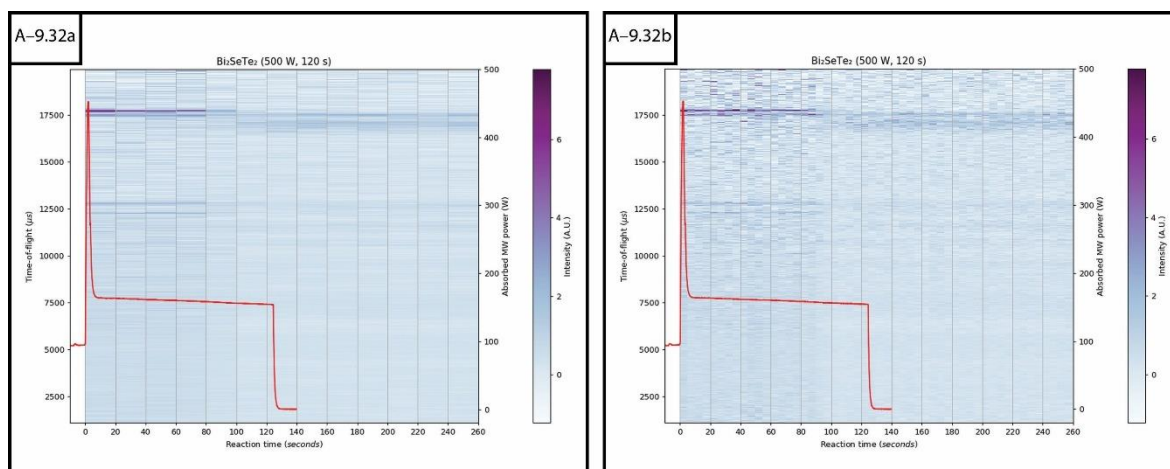 A–9.32a
Bi₂SeTe₂ (500 W, 120 s)
17500
15000
12500
10000
7500
5000
2500
Time-of-flight (μs)
0 20 40 60 80 100 120 140 160 180 200 220 240 260
Reaction time (seconds)
500
400
300
200
100
0
Absorbed MW power (W)
6
4
2
0
Intensity (A.U.)
A–9.32b
Bi₂SeTe₂ (500 W, 120 s)
17500
15000
12500
10000
7500
5000
2500
Time-of-flight (μs)
0 20 40 60 80 100 120 140 160 180 200 220 240 260
Reaction time (seconds)
500
400
300
200
100
0
Absorbed MW power (W)
6
4
2
0
Intensity (A.U.)